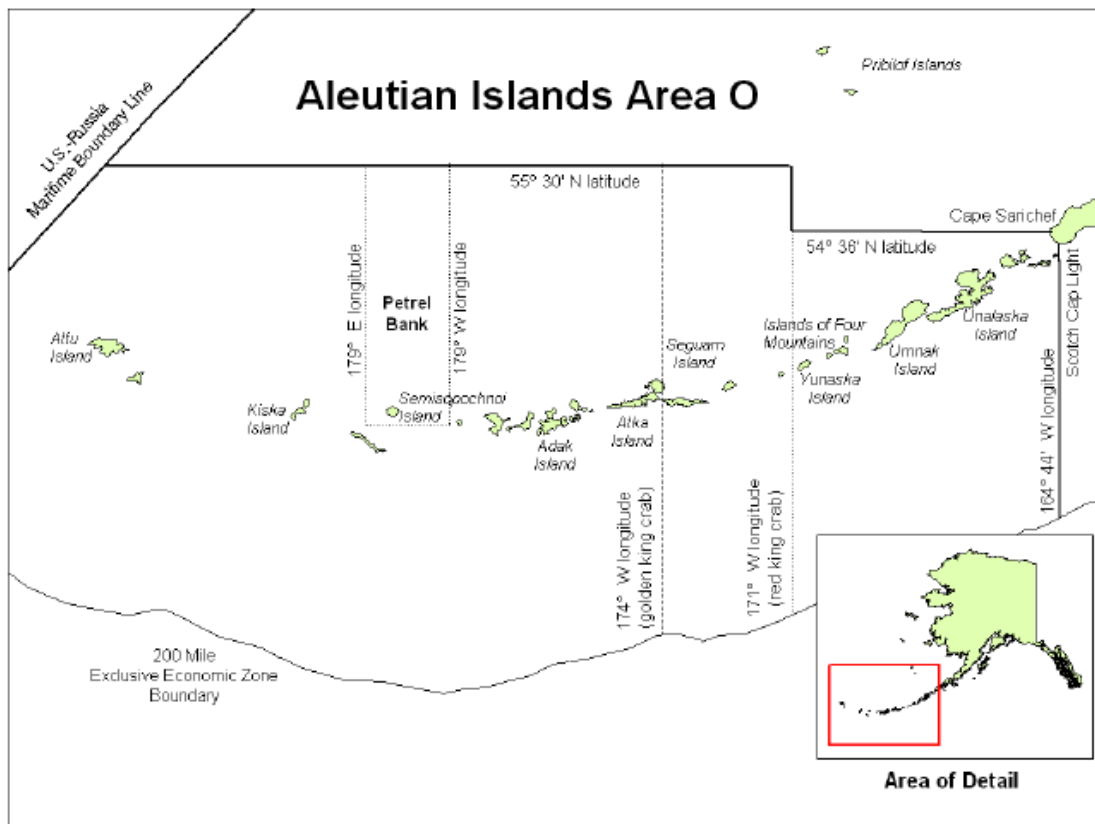 Pribilof Islands
Aleutian Islands Area O
U.S.-Russia
Maritime Boundary Line
55° 30' N latitude
Cape Sarichef
54° 36' N latitude
179° E longitude
Petrel
Bank
179° W longitude
Scotch Cap Light
Attu
Island
Unalaska
Island
Islands of Four
Mountains
Umnak
Island
Seguam
Island
Yunaska
Island
Kiska
Island
Semisopochnoi
Island
Adak
Island
Atka
Island
164° 44' W longitude
174° W longitude
(golden king crab)
171° W longitude
(red king crab)
200 Mile
Exclusive Economic Zone
Boundary
Area of Detail